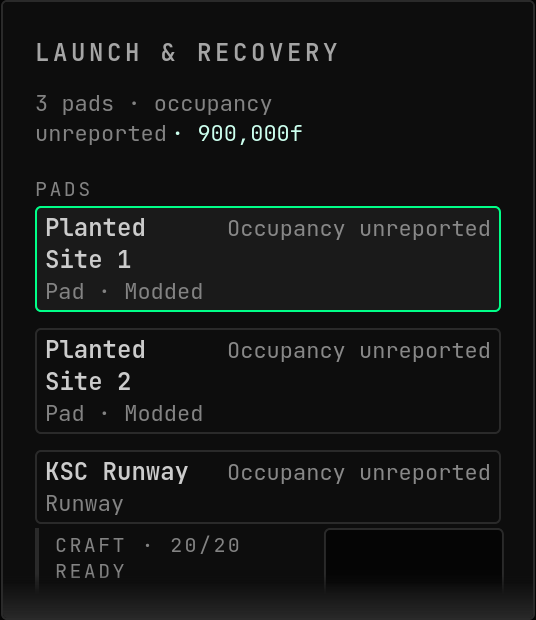 LAUNCH & RECOVERY
3 pads · occupancy
unreported · 900,000f
PADS
Planted Occupancy unreported
Site 1
Pad · Modded
Planted Occupancy unreported
Site 2
Pad · Modded
KSC Runway Occupancy unreported
Runway
CRAFT · 20/20
READY